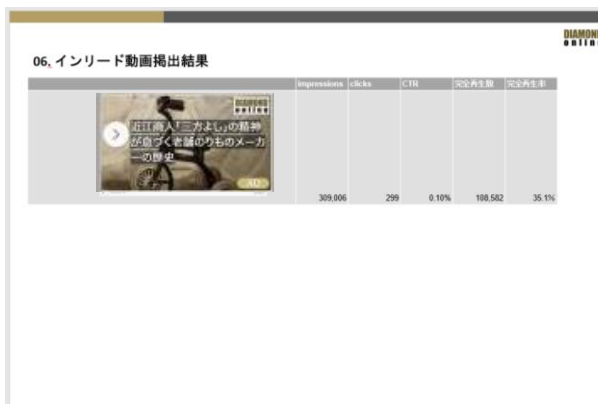 DIAMOND
online
06. インリード動画掲出結果
impressions clicks CTR 完全再生数 完全再生率
DIAMOND
online
近江商人「三方よし」の精神
が息づく老舗のりものメーカ
ーの歴史
AD
309,006 299 0.10% 108,582 35.1%